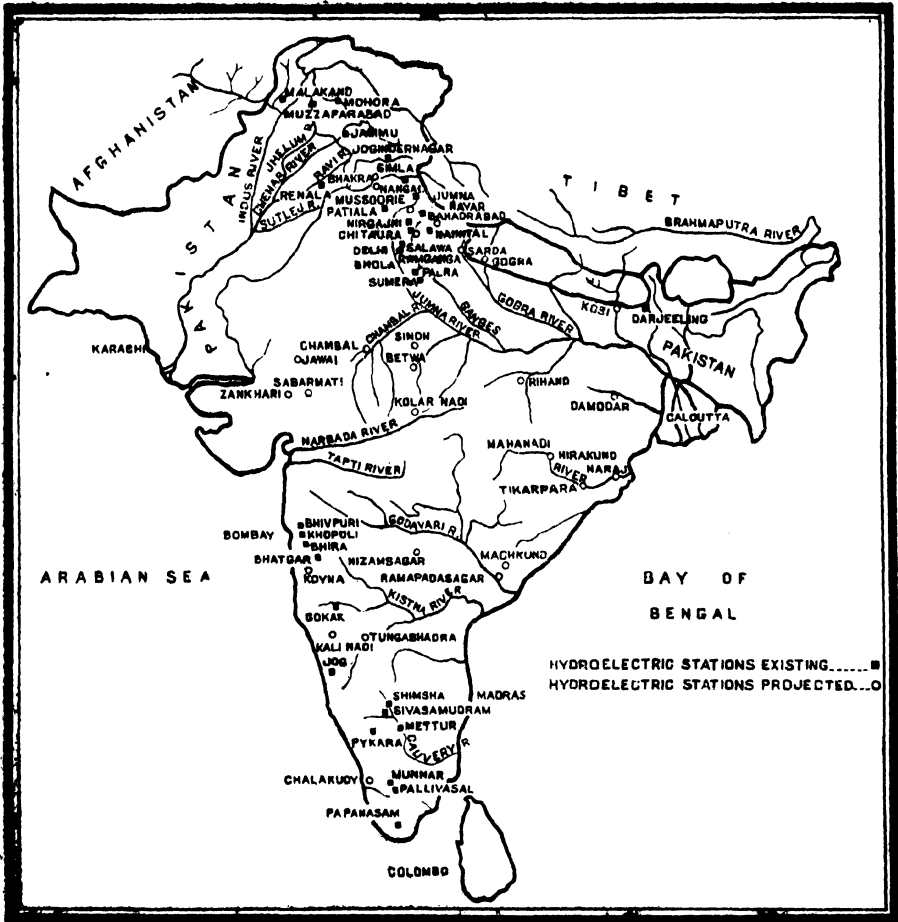 AFGHANISTAN
MALAKAND
MOHORA
MUZZAFARABAD
JAMMU
JOGINDERNAGAR
SIMLA
INDUS RIVER
JHELUM R.
CHENAB RIVER
RAVI R
BHAKRA
NANGAL
RENALA
SUTLEJ R.
MUSSOORIE
JUMNA
PATIALA
BAHADRABAD
NIRGAJNI
CHITAURA
NAINITAL
DELHI
SALAWA
SARDA
BHOLA
RAMGANGA
GOGRA
PALRA
SUMERA
TIBET
BRAHMAPUTRA RIVER
PAKISTAN
KARACHI
CHAMBAL R.
JUMNA RIVER
GANGES
GOGRA RIVER
KOSI
DARJEELING
PAKISTAN
CHAMBAL
JAWAI
SINDH
BETWA
SABARMATI
ZANKHARI
RIHAND
DAMODAR
CALCUTTA
KOLAR NADI
NARBADA RIVER
TAPTI RIVER
MAHANADI
RIVER
HIRAKUND
NARAJ
TIKARPARA
BOMBAY
BHIVPURI
KHOPOLI
BHIRA
BHATGAR
KOYNA
GODAVARI R.
NIZAMSAGAR
MACHKUND
RAMAPADASAGAR
KISTNA RIVER
ARABIAN SEA
BAY OF
BENGAL
GOKAK
KALI NADI
TUNGABHADRA
JOG
HYDROELECTRIC STATIONS EXISTING
HYDROELECTRIC STATIONS PROJECTED
SHIMSHA
MADRAS
SIVASAMUDRAM
METTUR
PYKARA
CAUVERY R
CHALAKUDY
MUNNAR
PALLIVASAL
PAPANASAM
COLOMBO